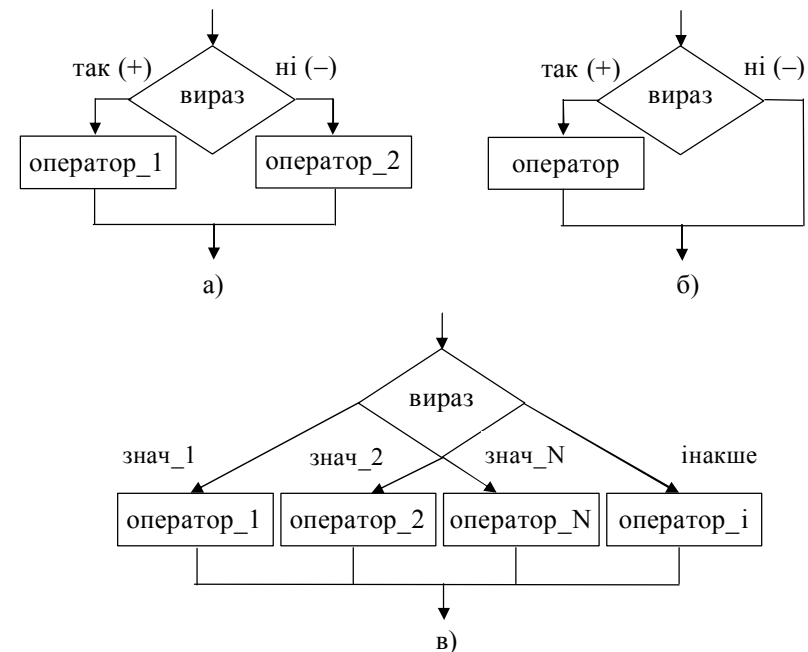 так (+) ні (–) так (+) ні (–)
вираз вираз
оператор_1 оператор_2 оператор
а) б)
вираз
знач_1 знач_2 знач_N інакше
оператор_1 оператор_2 оператор_N оператор_і
в)